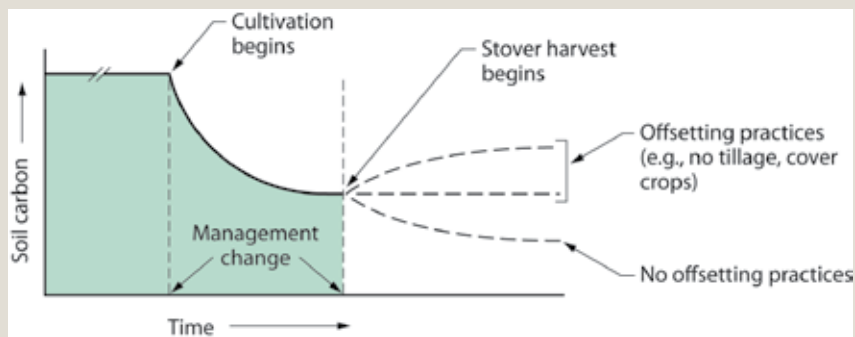 Cultivation
begins
Stover harvest
begins
Offsetting practices
(e.g., no tillage, cover
crops)
Soil carbon
Management
change
No offsetting practices
Time